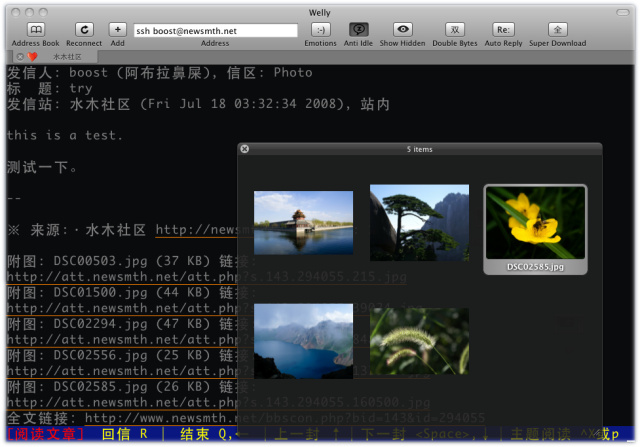 Welly
ssh boost@newsmth.net
Address Book Reconnect Add Address Emotions Anti Idle Show Hidden Double Bytes Auto Reply Super Download
:-) 双 Re:
水木社区
发信人: boost (阿布拉鼻屎), 信区: Photo
标 题: try
发信站: 水木社区 (Fri Jul 18 03:32:34 2008), 站内
this is a test.
5 items
测试一下。
--
※ 来源:·水木社区 http://newsm
DSC02585.jpg
附图: DSC00503.jpg (37 KB) 链接:
http://att.newsmth.net/att.php?s.143.294055.215.jpg
附图: DSC01500.jpg (44 KB) 链接:
http://att.newsmth.net/att.php?
附图: DSC02294.jpg (47 KB) 链接:
http://att.newsmth.net/att.php?
附图: DSC02556.jpg (25 KB) 链接:
http://att.newsmth.net/att.php?
附图: DSC02585.jpg (26 KB) 链接:
http://att.newsmth.net/att.php?s.143.294055.160500.jpg
全文链接: http://www.newsmth.net/bbscon.php?bid=143&id=294055
[阅读文章] 回信 R │ 结束 Q,← │ 上一封 ↑ │ 下一封 <Space>,↓ │ 主题阅读 ^X或p